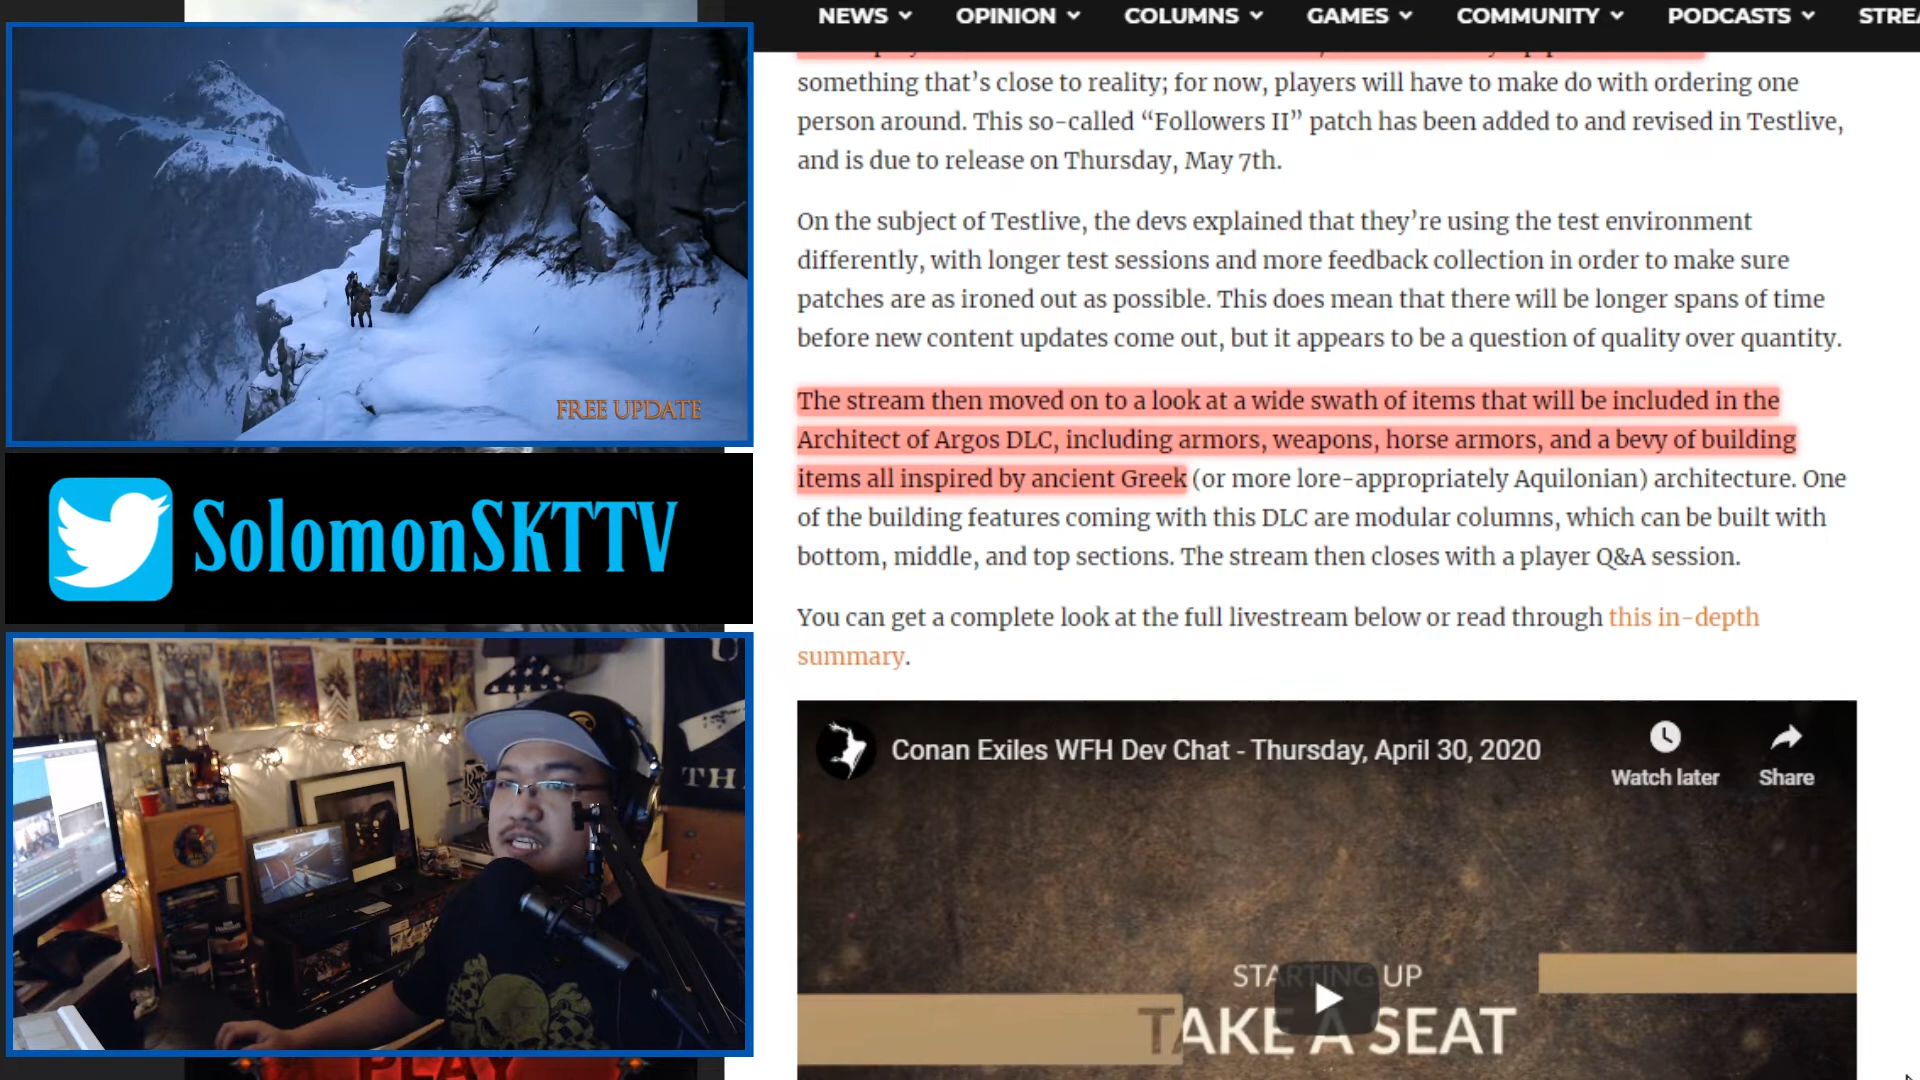 NEWS OPINION COLUMNS GAMES COMMUNITY PODCASTS
something that’s close to reality; for now, players will have to make do with ordering one
person around. This so-called “Followers II” patch has been added to and revised in Testlive,
and is due to release on Thursday, May 7th.
On the subject of Testlive, the devs explained that they’re using the test environment
differently, with longer test sessions and more feedback collection in order to make sure
patches are as ironed out as possible. This does mean that there will be longer spans of time
before new content updates come out, but it appears to be a question of quality over quantity.
The stream then moved on to a look at a wide swath of items that will be included in the
Architect of Argos DLC, including armors, weapons, horse armors, and a bevy of building
items all inspired by ancient Greek (or more lore-appropriately Aquilonian) architecture. One
of the building features coming with this DLC are modular columns, which can be built with
bottom, middle, and top sections. The stream then closes with a player Q&A session.
You can get a complete look at the full livestream below or read through this in-depth
summary.
Conan Exiles WFH Dev Chat - Thursday, April 30, 2020
Watch later
Share
STARTING UP
TAKE A SEAT
FREE UPDATE
SolomonSKTTV
PLAY